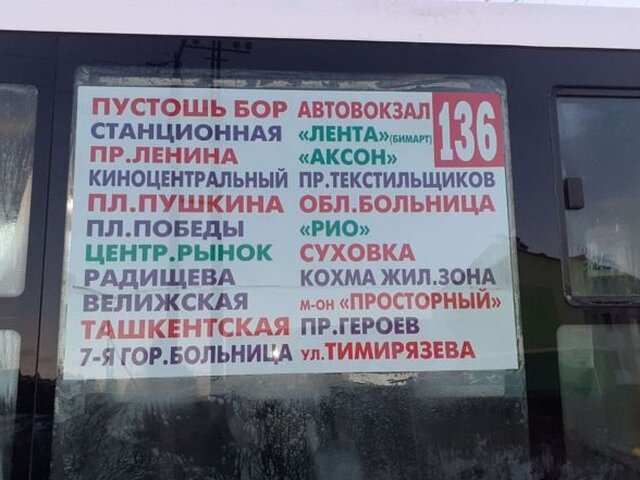 ПУСТОШЬ БОР
СТАНЦИОННАЯ
ПР.ЛЕНИНА
КИНОЦЕНТРАЛЬНЫЙ
ПЛ.ПУШКИНА
ПЛ.ПОБЕДЫ
ЦЕНТР.РЫНОК
РАДИЩЕВА
ВЕЛИЖСКАЯ
ТАШКЕНТСКАЯ
7-Я ГОР.БОЛЬНИЦА
АВТОВОКЗАЛ
«ЛЕНТА»(БИМАРТ)
«АКСОН»
ПР.ТЕКСТИЛЬЩИКОВ
ОБЛ.БОЛЬНИЦА
«РИО»
СУХОВКА
КОХМА ЖИЛ.ЗОНА
М-ОН «ПРОСТОРНЫЙ»
ПР.ГЕРОЕВ
УЛ.ТИМИРЯЗЕВА
136